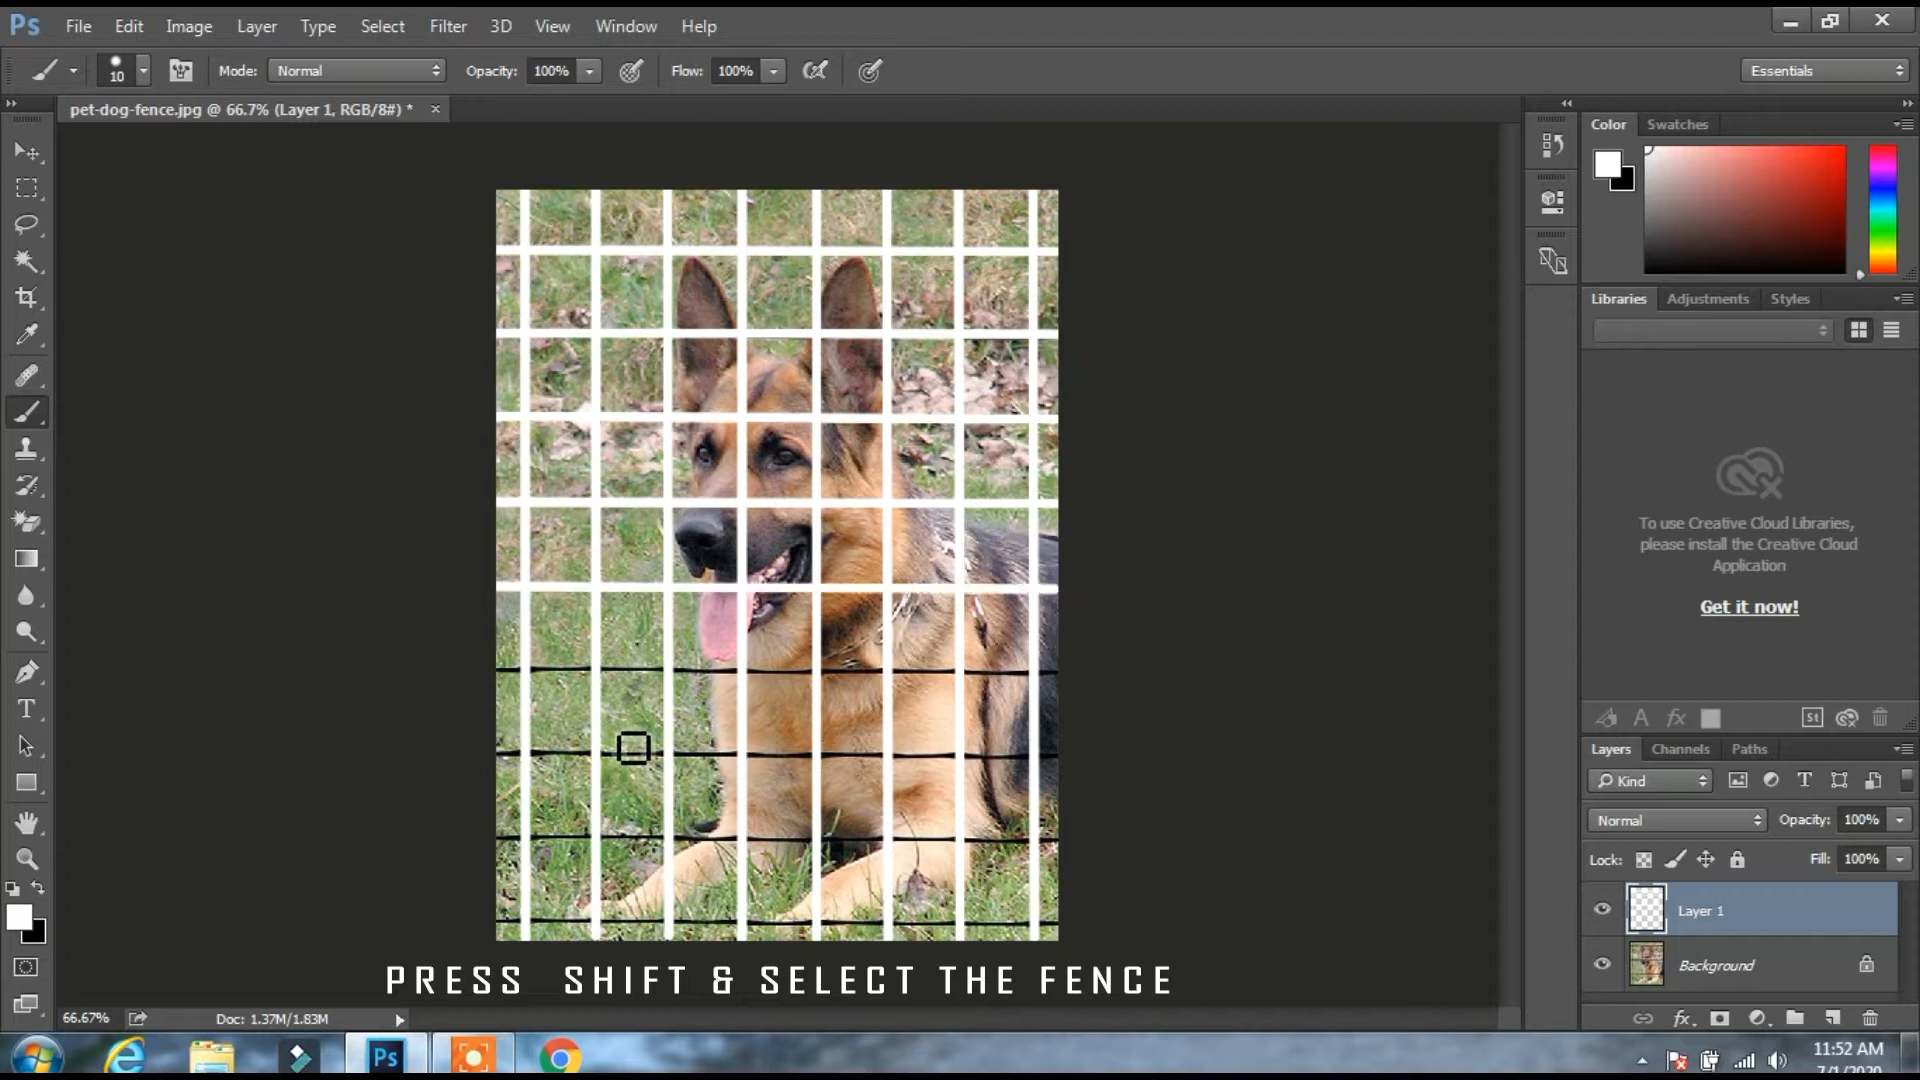 Ps File Edit Image Layer Type Select Filter 3D View Window Help
10 Mode: Normal Opacity: 100% Flow: 100% Essentials
pet-dog-fence.jpg @ 66.7% (Layer 1, RGB/8#) *
Color Swatches
Libraries Adjustments Styles
To use Creative Cloud Libraries,
please install the Creative Cloud
Application
Get it now!
St
Layers Channels Paths
Kind
Normal Opacity: 100%
Lock: Fill: 100%
Layer 1
Background
PRESS SHIFT & SELECT THE FENCE
66.67% Doc: 1.37M/1.83M
Ps
11:52 AM
7/1/2020